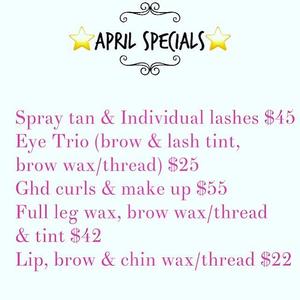 APRIL SPECIALS
Spray tan & Individual lashes $45
Eye Trio (brow & lash tint,
brow wax/thread) $25
Ghd curls & make up $55
Full leg wax, brow wax/thread
& tint $42
Lip, brow & chin wax/thread $22